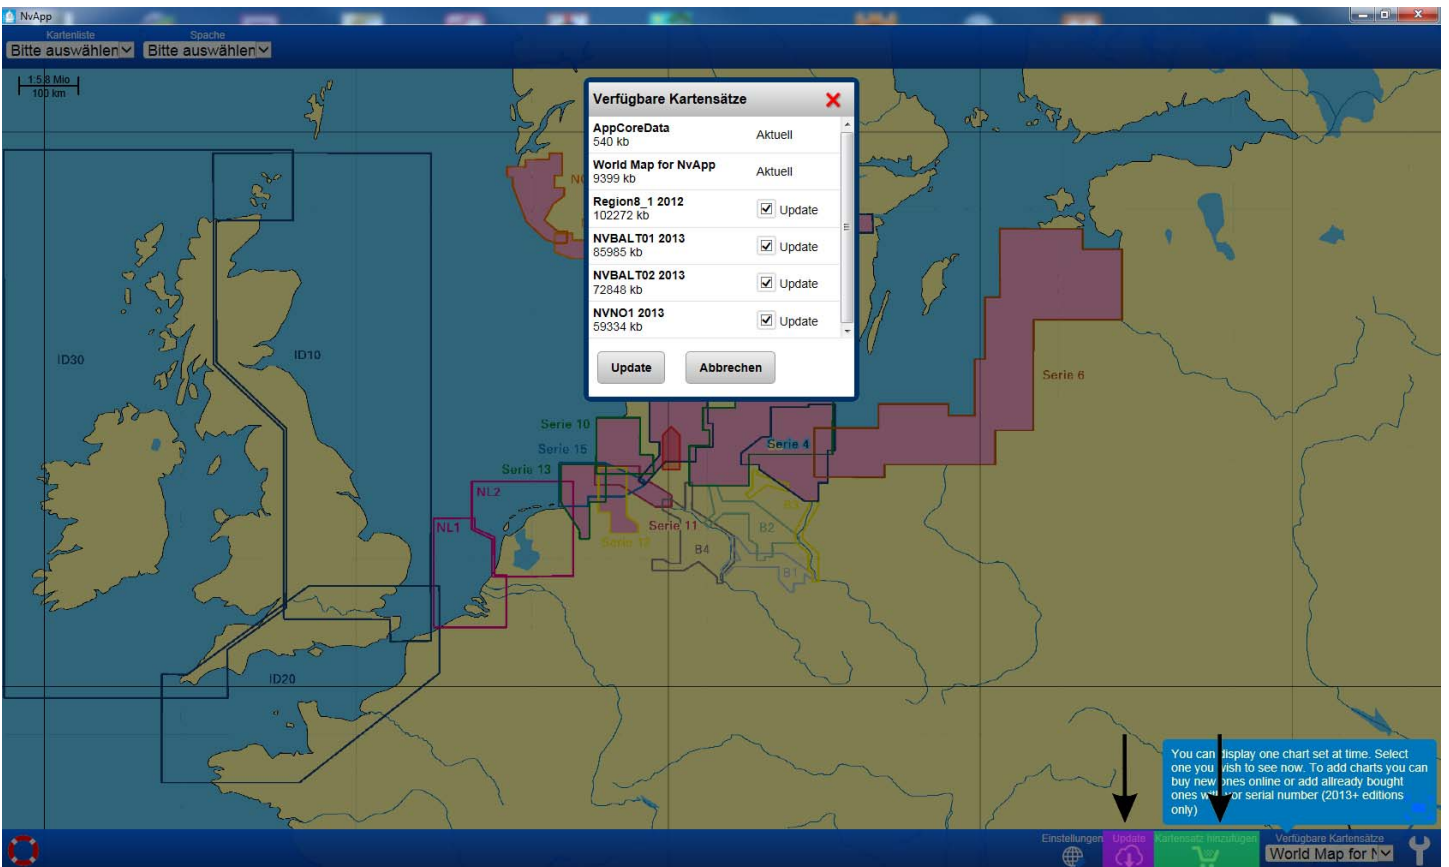 NvApp
Kartenliste
Spache
Bitte auswählen
Bitte auswählen
1:5.8 Mio
100 km
Verfügbare Kartensätze
AppCoreData
Aktuell
540 kb
World Map for NvApp
Aktuell
9399 kb
Region8_1 2012
Update
102272 kb
NVBALT01 2013
Update
85985 kb
NVBALT02 2013
Update
72848 kb
NVNO1 2013
Update
59334 kb
Update
Abbrechen
ID30
ID10
Serie 6
Serie 10
Serie 15
Serie 4
Serie 13
NL2
NL1
Serie 11
B2
Serie 12
B4
B1
ID20
You can display one chart set at time. Select
one you wish to see now. To add charts you can
buy new ones online or add allready bought
ones
or serial number (2013+ editions
only)
Einstellungen
Update
Kartensatz hinzufügen
Verfügbare Kartensätze
World Map for N